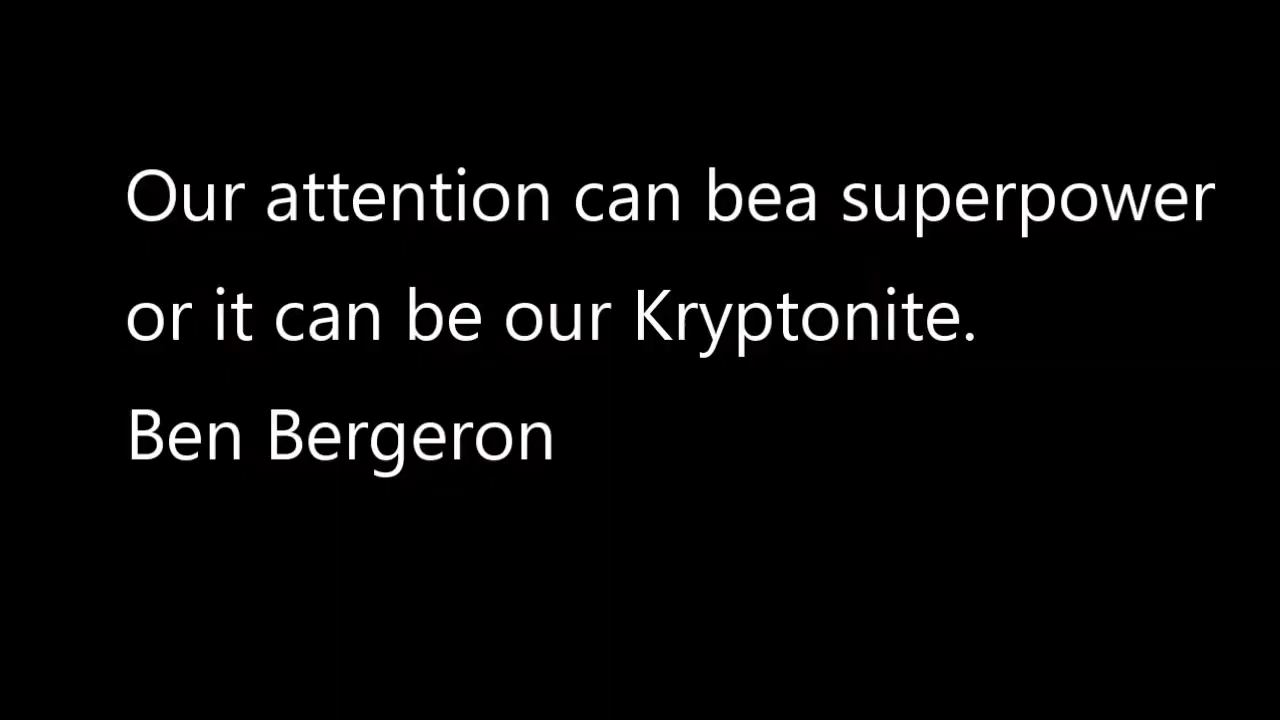 Our attention can bea superpower
or it can be our Kryptonite.
Ben Bergeron